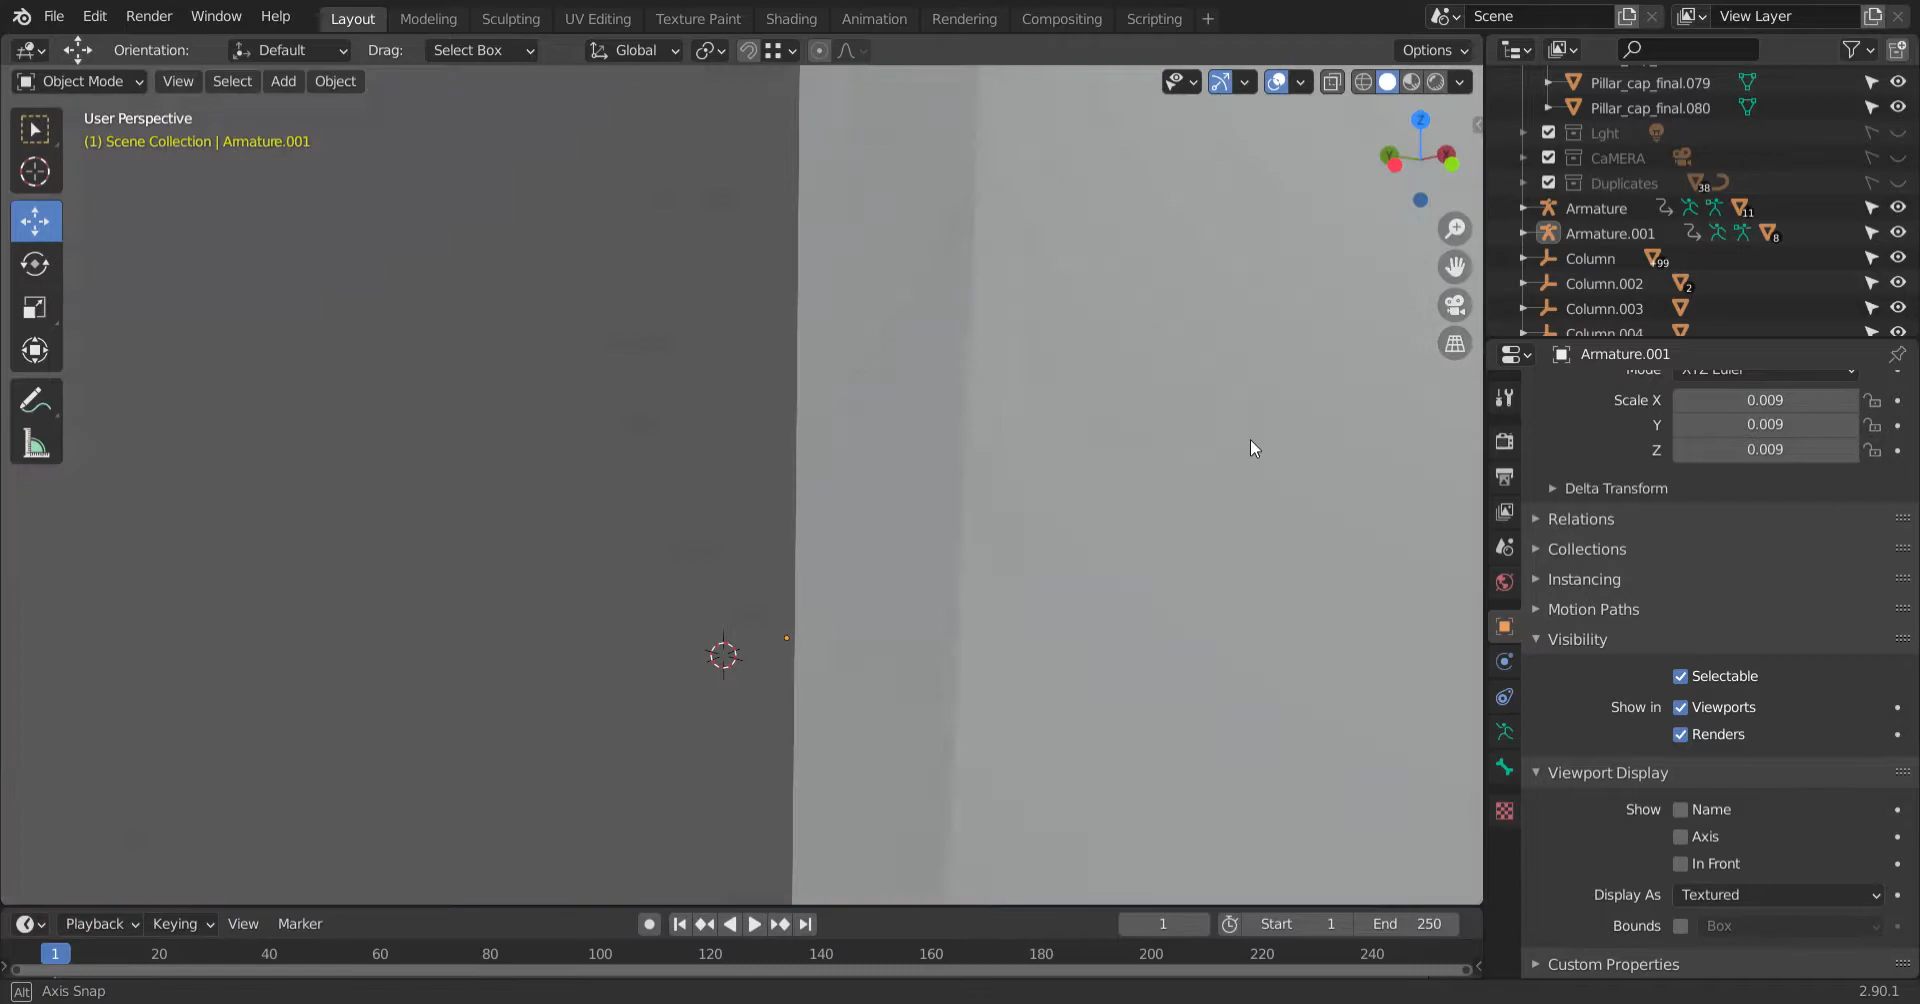 File Edit Render Window Help Layout Modeling Sculpting UV Editing Texture Paint Shading Animation Rendering Compositing Scripting + Scene View Layer
Orientation: Default Drag: Select Box Global Options
Object Mode View Select Add Object
User Perspective
(1) Scene Collection | Armature.001
Z
Y
Pillar_cap_final.079
Pillar_cap_final.080
Lght
CaMERA
Duplicates 38
Armature 11
Armature.001 8
Column +99
Column.002 2
Column.003
Column.004
Armature.001
Mode XYZ Euler
Scale X 0.009
Y 0.009
Z 0.009
Delta Transform
Relations
Collections
Instancing
Motion Paths
Visibility
Selectable
Show in Viewports
Renders
Viewport Display
Show Name
Axis
In Front
Display As Textured
Bounds Box
Custom Properties
Playback Keying View Marker 1 Start 1 End 250
1 20 40 60 80 100 120 140 160 180 200 220 240
Alt Axis Snap 2.90.1